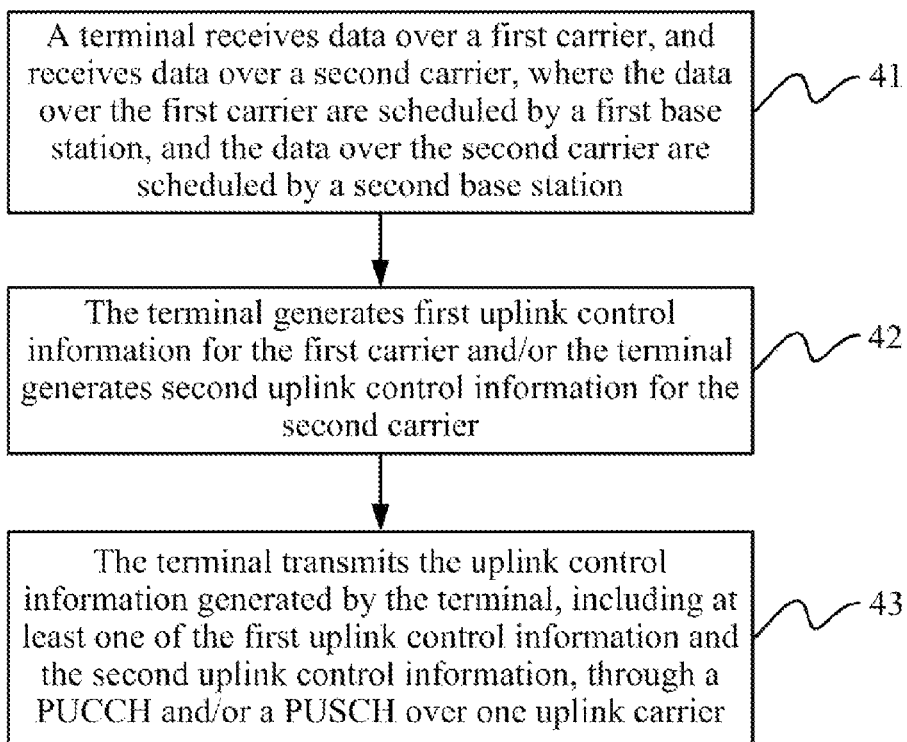 A terminal receives data over a first carrier, and
receives data over a second carrier, where the data
over the first carrier are scheduled by a first base
station, and the data over the second carrier are
scheduled by a second base station
41
The terminal generates first uplink control
information for the first carrier and/or the terminal
generates second uplink control information for the
second carrier
42
The terminal transmits the uplink control
information generated by the terminal, including at
least one of the first uplink control information and
the second uplink control information, through a
PUCCH and/or a PUSCH over one uplink carrier
43